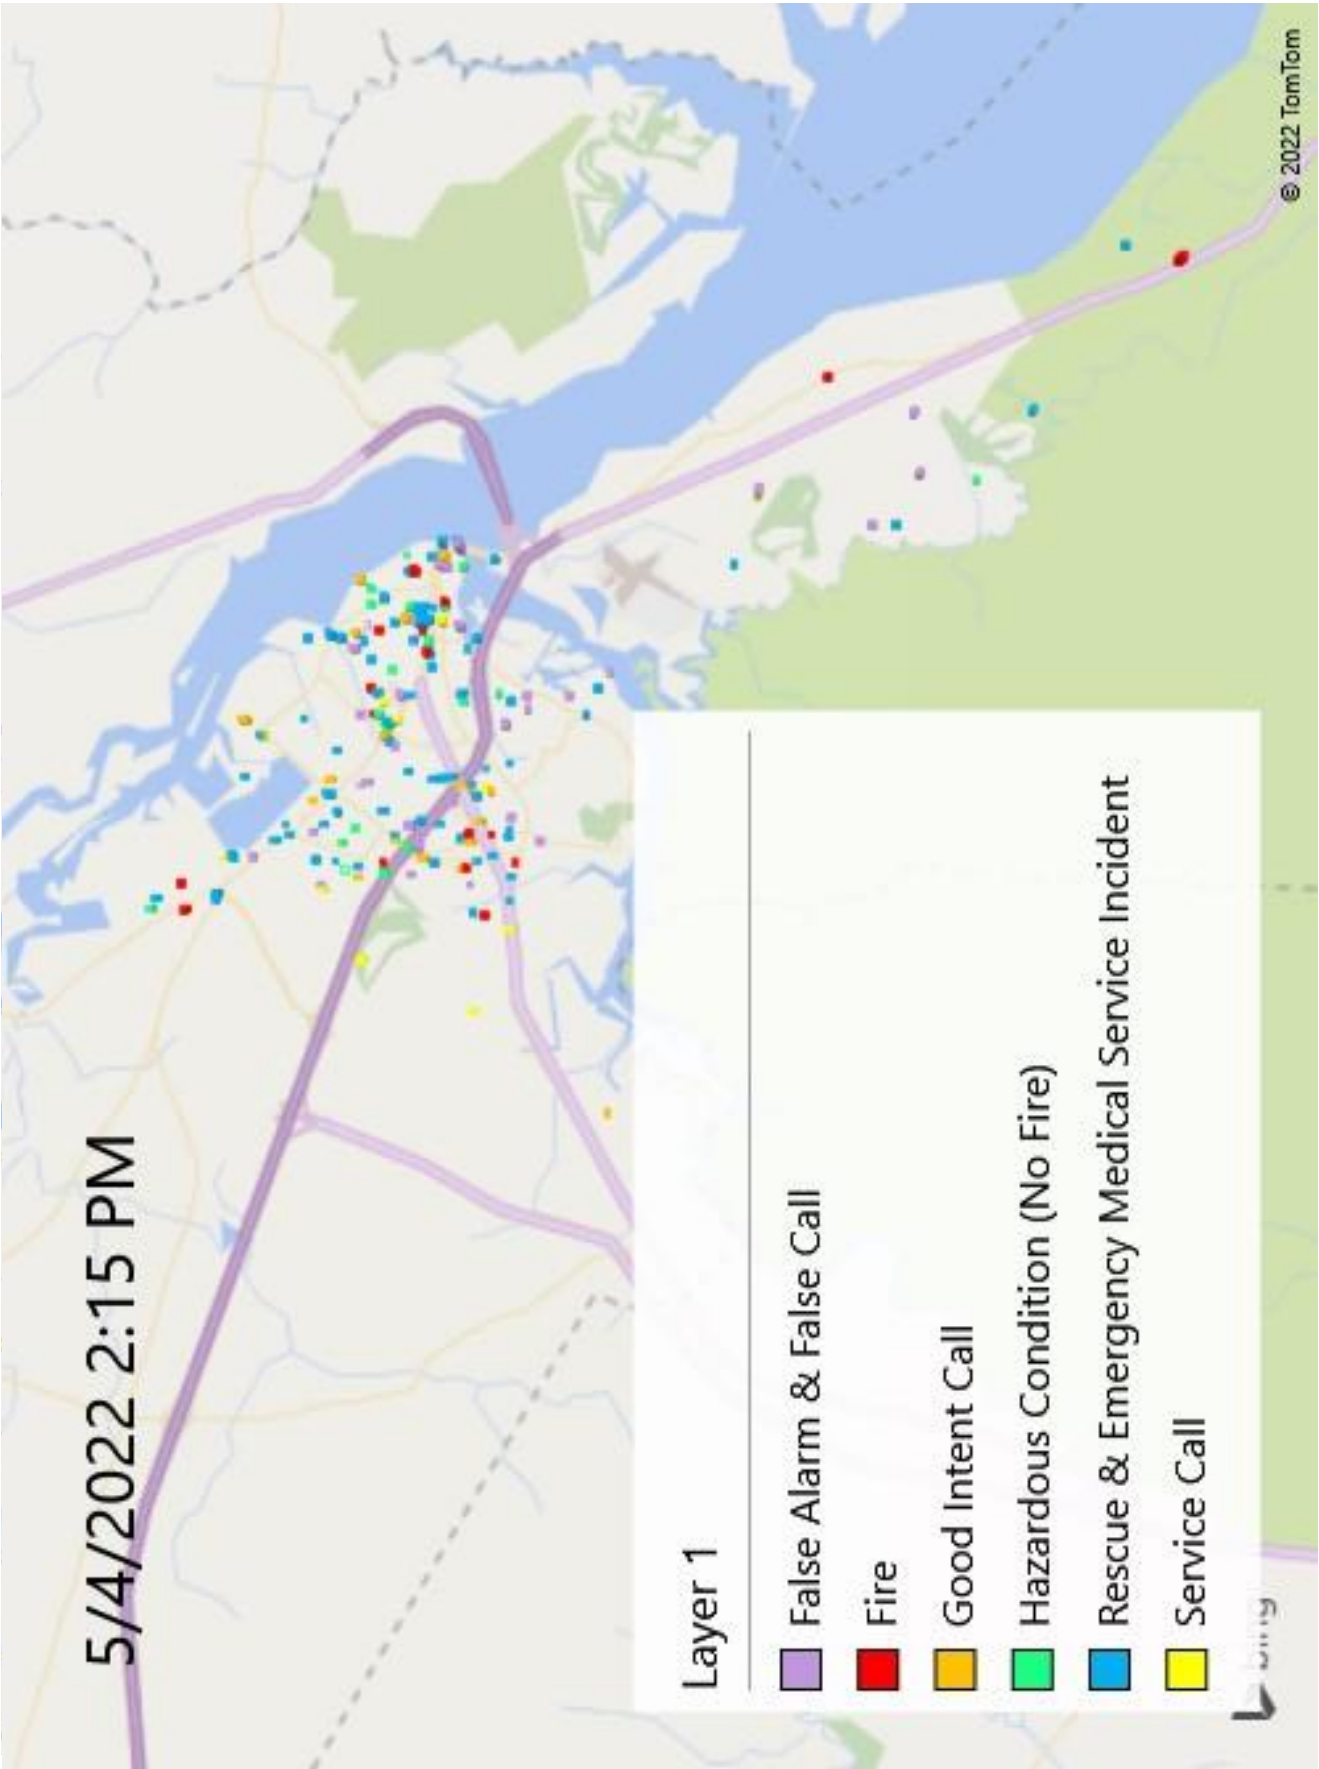 5/4/2022 2:15 PM
Layer 1
False Alarm & False Call
Fire
Good Intent Call
Hazardous Condition (No Fire)
Rescue & Emergency Medical Service Incident
Service Call
bing
© 2022 TomTom